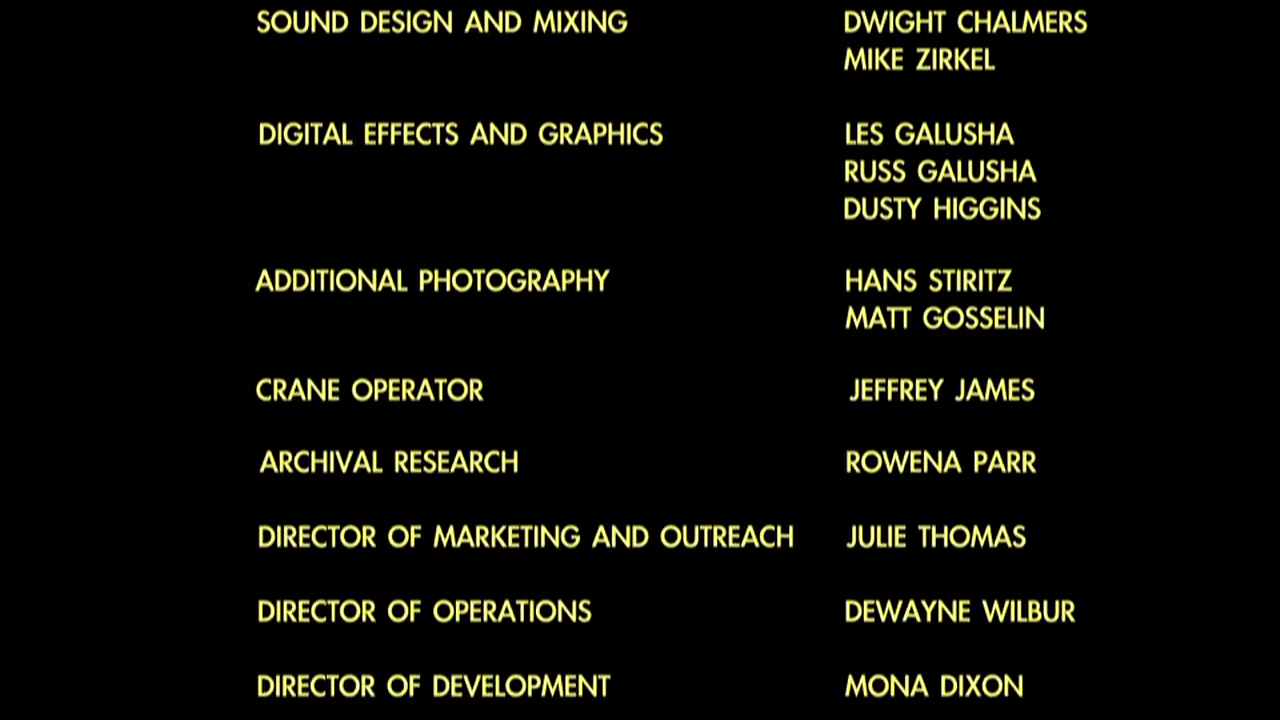 SOUND DESIGN AND MIXING DWIGHT CHALMERS
MIKE ZIRKEL
DIGITAL EFFECTS AND GRAPHICS LES GALUSHA
RUSS GALUSHA
DUSTY HIGGINS
ADDITIONAL PHOTOGRAPHY HANS STIRITZ
MATT GOSSELIN
CRANE OPERATOR JEFFREY JAMES
ARCHIVAL RESEARCH ROWENA PARR
DIRECTOR OF MARKETING AND OUTREACH JULIE THOMAS
DIRECTOR OF OPERATIONS DEWAYNE WILBUR
DIRECTOR OF DEVELOPMENT MONA DIXON